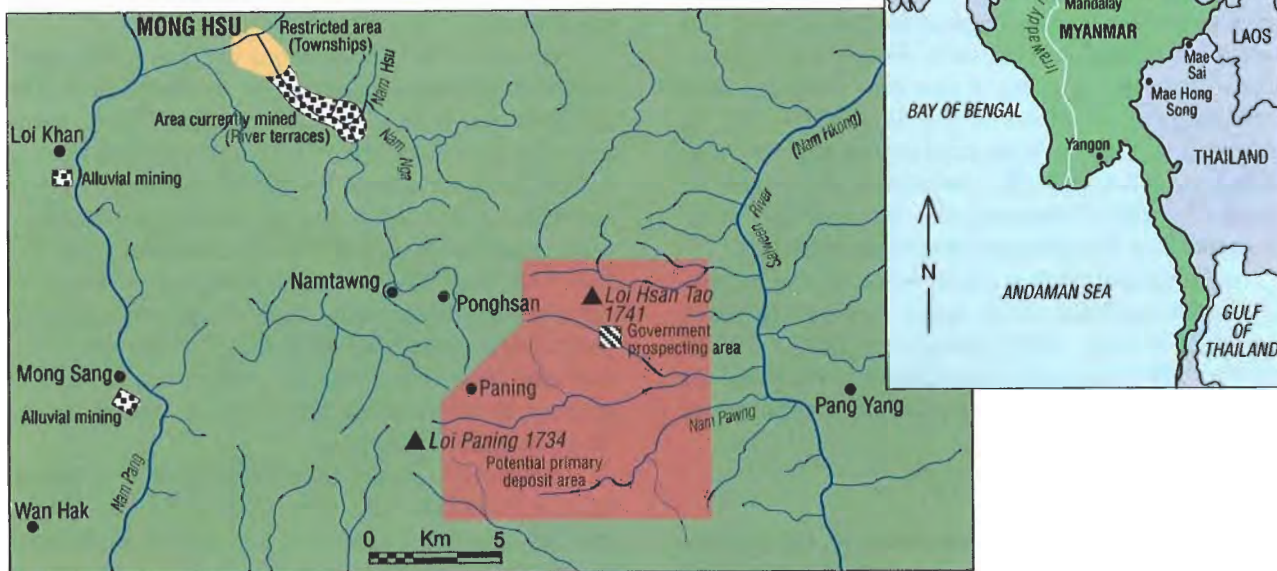 MONG HSU
Restricted area
(Townships)
Nam Hsu
Area currently mined
(River terraces)
Nam Nga
Loi Khan
Alluvial mining
(Nam Hkong)
Salween River
Namtawng
Ponghsan
Loi Hsan Tao
1741
Government
prospecting area
Mong Sang
Alluvial mining
Paning
Pang Yang
Nam Pawng
Loi Paning 1734
Potential primary
deposit area
Nam Pang
Wan Hak
0 Km 5
Mandalay
MYANMAR
Irrawaddy
LAOS
Mae
Sai
Mae Hong
Song
BAY OF BENGAL
Yangon
THAILAND
N
ANDAMAN SEA
GULF
OF
THAILAND